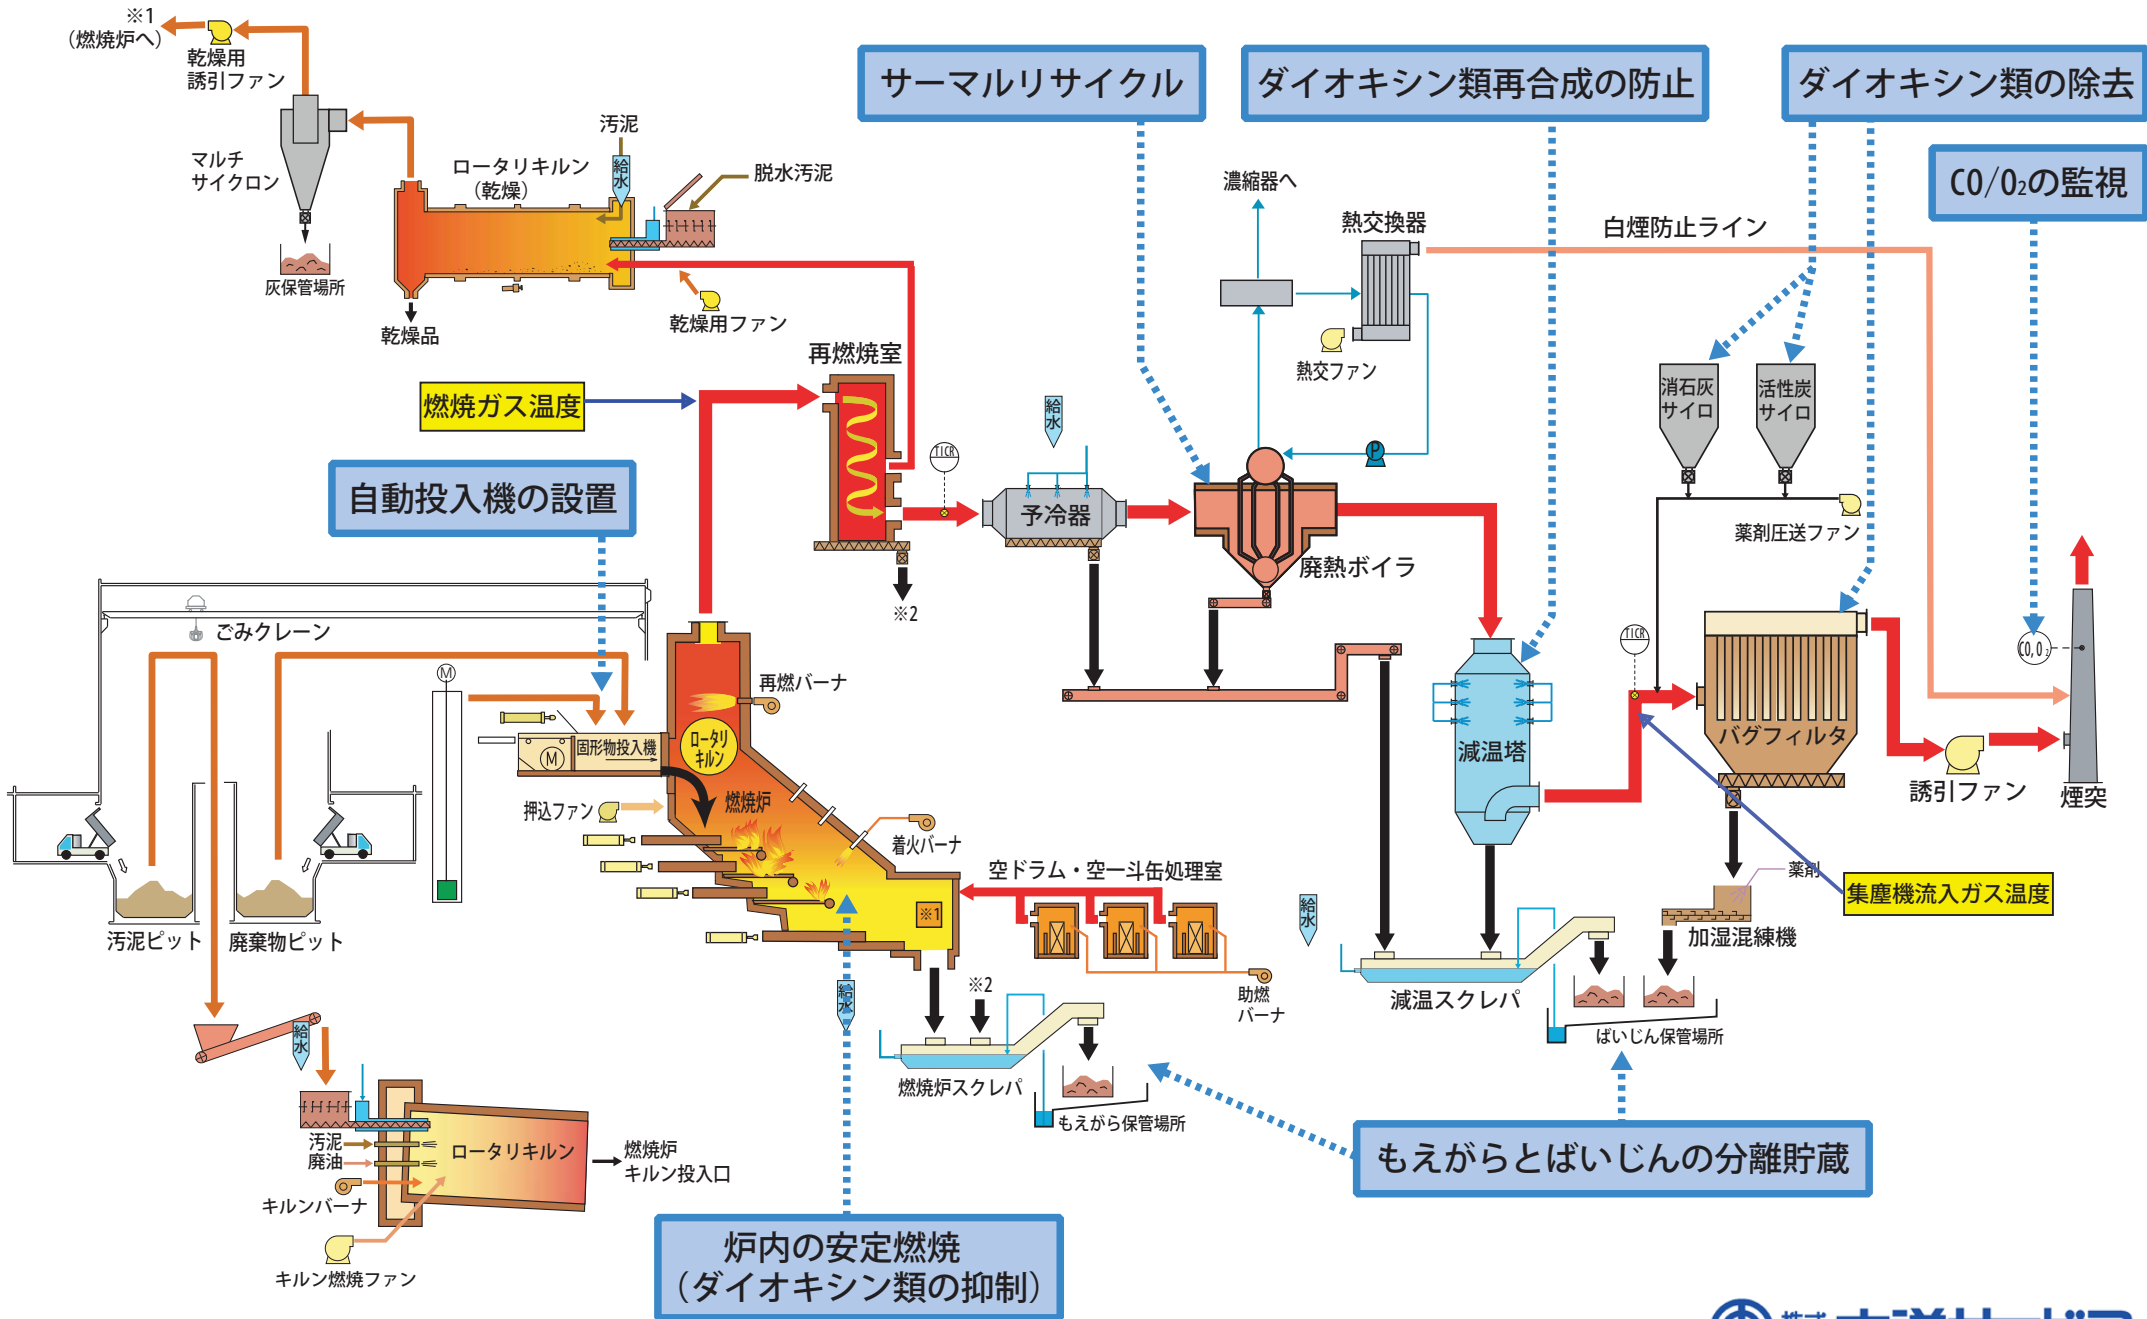 ※1
（燃焼炉へ）
乾燥用
誘引ファン
マルチ
サイクロン
灰保管場所
ロータリキルン
（乾燥）
汚泥
給水
脱水汚泥
乾燥品
乾燥用ファン
サーマルリサイクル
ダイオキシン類再合成の防止
ダイオキシン類の除去
CO/O₂の監視
濃縮器へ
熱交換器
熱交ファン
白煙防止ライン
再燃焼室
燃焼ガス温度
自動投入機の設置
TICR
給水
予冷器
P
廃熱ボイラ
※2
消石灰
サイロ
活性炭
サイロ
薬剤圧送ファン
TICR
CO,O₂
ごみクレーン
M
再燃バーナ
ロータリ
キルン
固形物投入機
M
押込ファン
燃焼炉
着火バーナ
減温塔
バグフィルタ
誘引ファン
煙突
薬剤
集塵機流入ガス温度
加湿混練機
汚泥ピット
廃棄物ピット
※1
空ドラム・空一斗缶処理室
助燃
バーナ
給水
給水
※2
燃焼炉スクレパ
もえがら保管場所
減温スクレパ
ばいじん保管場所
給水
汚泥
廃油
キルンバーナ
ロータリキルン
燃焼炉
キルン投入口
キルン燃焼ファン
もえがらとばいじんの分離貯蔵
炉内の安定燃焼
（ダイオキシン類の抑制）